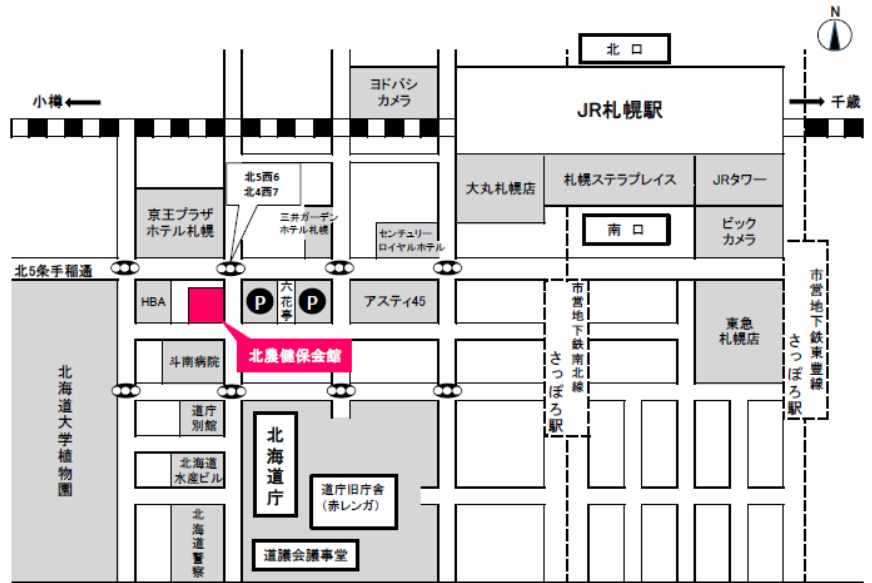 N
北 口
ヨドバシ
カメラ
小樽
JR札幌駅
千歳
北5西6
北4西7
大丸札幌店
札幌ステラプレイス
JRタワー
京王プラザ
ホテル札幌
三井ガーデン
ホテル札幌
センチュリー
ロイヤルホテル
南 口
ビック
カメラ
北5条手稲通
HBA
P
六花亭
P
アスティ45
市営地下鉄南北線
さっぽろ駅
東急
札幌店
市営地下鉄東豊線
さっぽろ駅
北農健保会館
斗南病院
北海道大学植物園
道庁
別館
北海道庁
北海道
水産ビル
道庁旧庁舎
(赤レンガ)
北海道警察
道議会議事堂